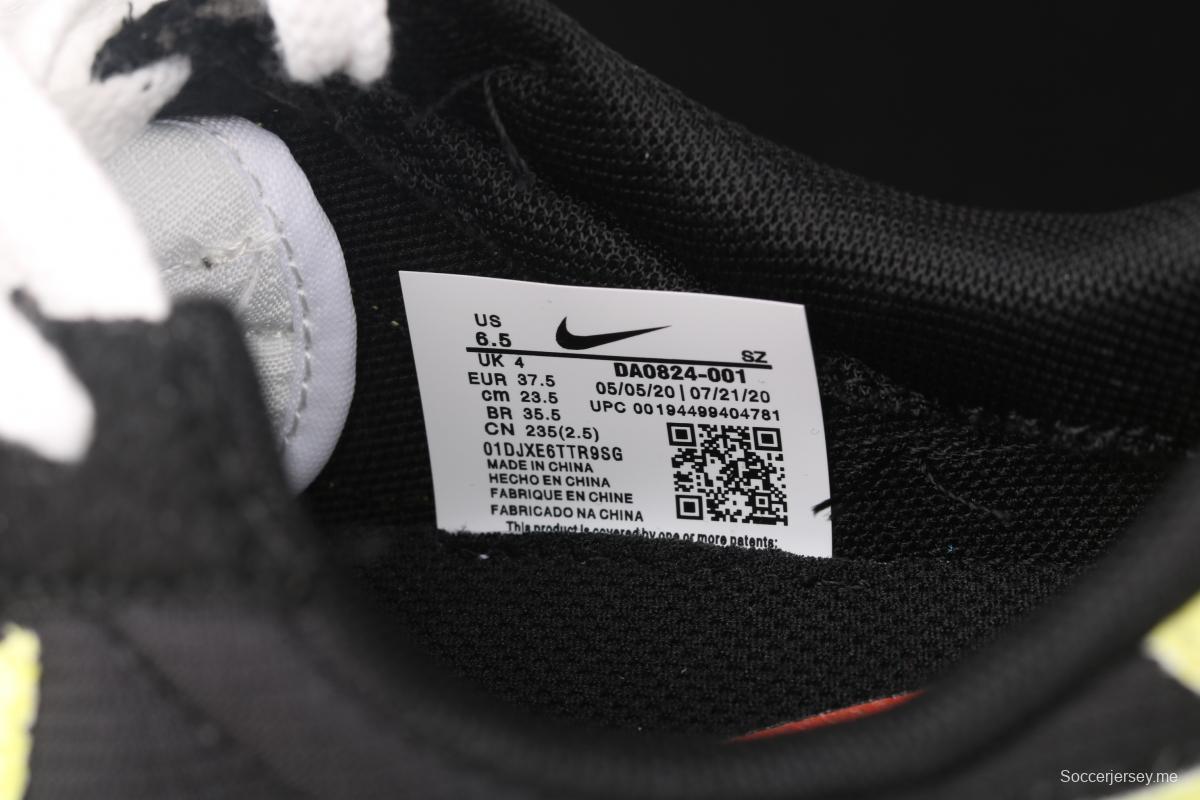 US
6.5
SZ
UK 4
EUR 37.5
cm 23.5
BR 35.5
CN 235(2.5)
01DJXE6TTR9SG
MADE IN CHINA
HECHO EN CHINA
FABRIQUE EN CHINE
FABRICADO NA CHINA
DA0824-001
05/05/20 | 07/21/20
UPC 00194499404781
This product is covered by one or more patents:
Soccerjersey.me